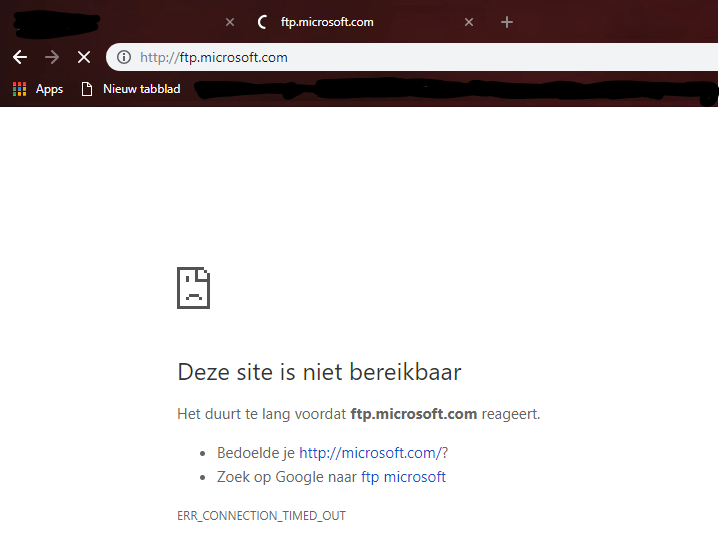 ftp.microsoft.com
http://ftp.microsoft.com
Apps Nieuw tabblad
Deze site is niet bereikbaar
Het duurt te lang voordat ftp.microsoft.com reageert.
Bedoelde je http://microsoft.com/?
Zoek op Google naar ftp microsoft
ERR_CONNECTION_TIMED_OUT